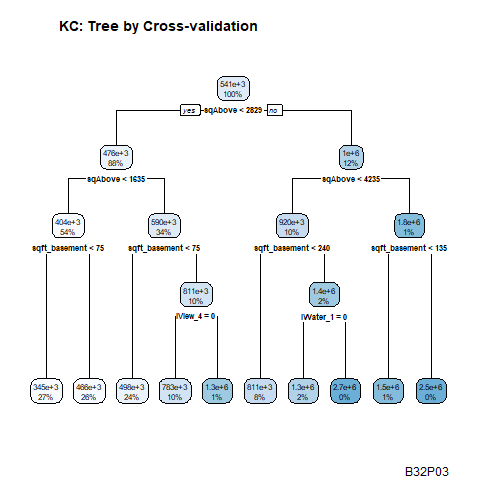 KC: Tree by Cross-validation
541e+3
100%
yes sqAbove < 2829 no
476e+3
88%
1e+6
12%
sqAbove < 1635
sqAbove < 4235
404e+3
54%
590e+3
34%
920e+3
10%
1.8e+6
1%
sqft_basement < 75
sqft_basement < 75
sqft_basement < 240
sqft_basement < 135
811e+3
10%
1.4e+6
2%
iView_4 = 0
iWater_1 = 0
345e+3
27%
466e+3
26%
498e+3
24%
783e+3
10%
1.3e+6
1%
811e+3
8%
1.3e+6
2%
2.7e+6
0%
1.5e+6
1%
2.5e+6
0%
B32P03